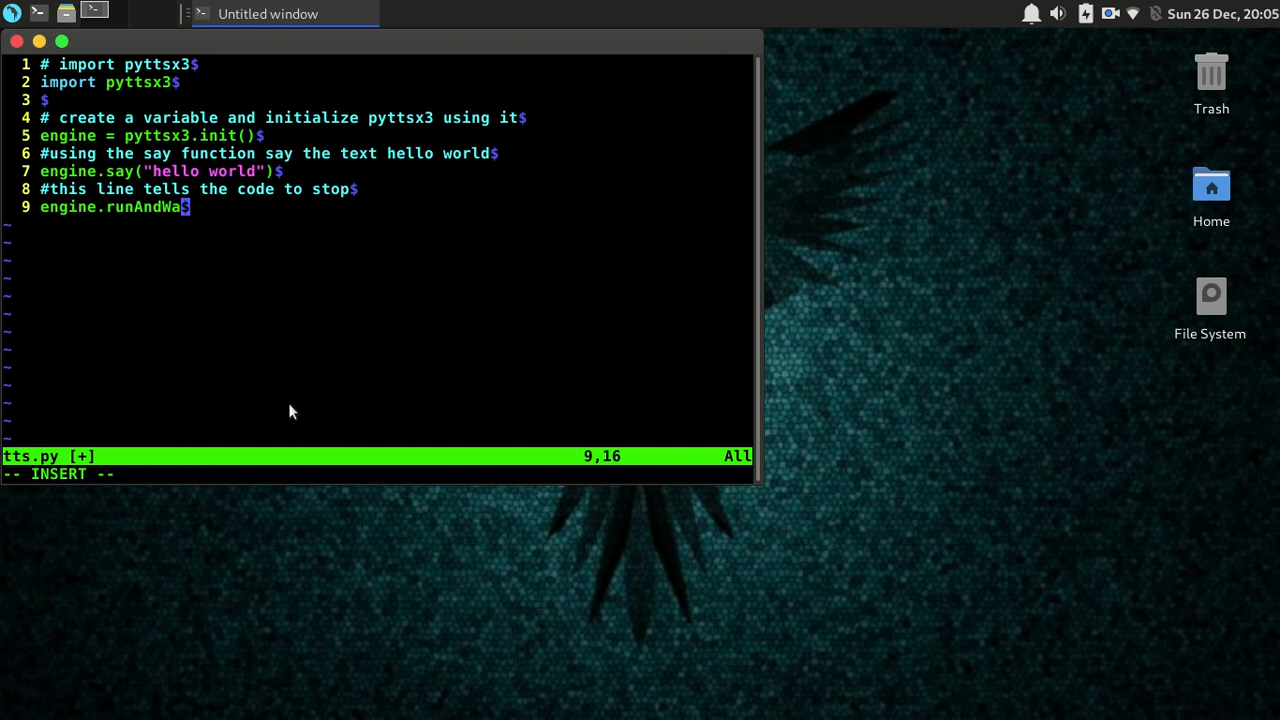 Untitled window
Sun 26 Dec, 20:05
1 # import pyttsx3$
2 import pyttsx3$
3 $
4 # create a variable and initialize pyttsx3 using it$
5 engine = pyttsx3.init()$
6 #using the say function say the text hello world$
7 engine.say("hello world")$
8 #this line tells the code to stop$
9 engine.runAndWa$
~
~
~
~
~
~
~
~
~
~
~
~
~
tts.py [+] 9,16 All
-- INSERT --
Trash
Home
File System